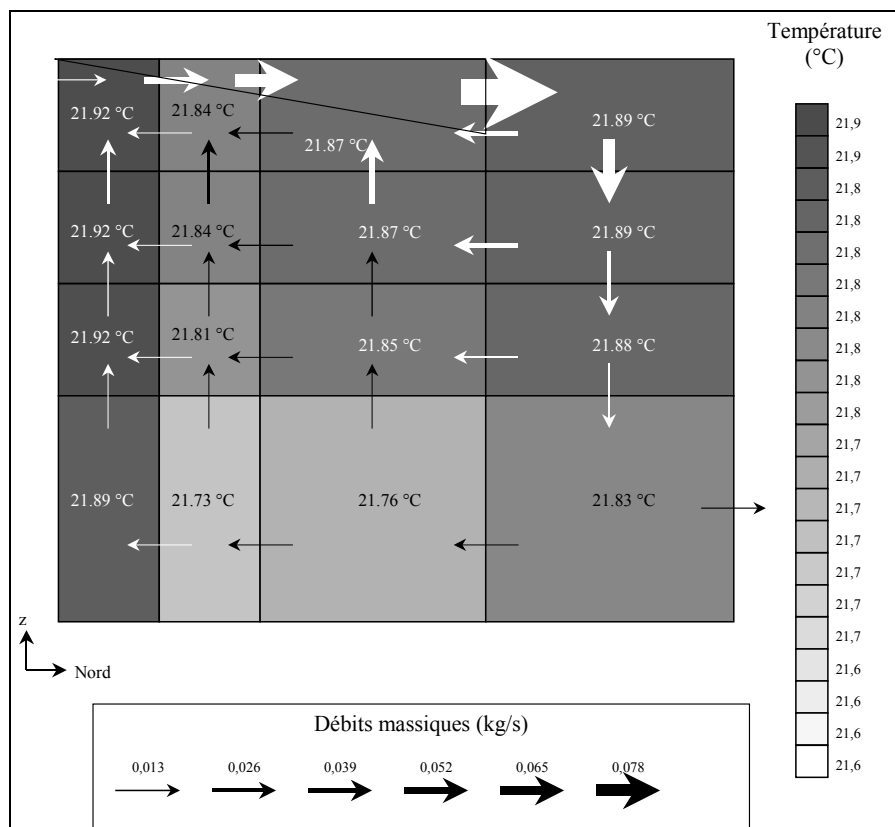 Température
(°C)
21.92 °C
21.84 °C
21.87 °C
21.89 °C
21.92 °C
21.84 °C
21.87 °C
21.89 °C
21.92 °C
21.81 °C
21.85 °C
21.88 °C
21.89 °C
21.73 °C
21.76 °C
21.83 °C
21,9
21,9
21,8
21,8
21,8
21,8
21,8
21,8
21,8
21,8
21,7
21,7
21,7
21,7
21,7
21,7
21,7
21,6
21,6
21,6
21,6
z
Nord
Débits massiques (kg/s)
0,013 0,026 0,039 0,052 0,065 0,078